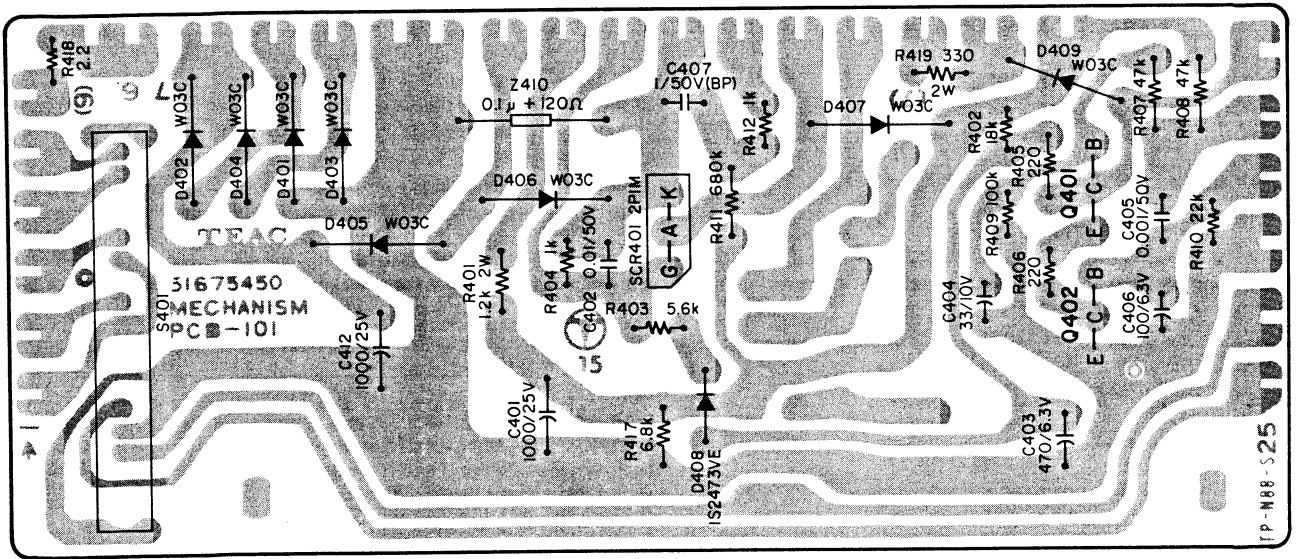 R418
2.2
(9)
6
7
W03C
W03C
W03C
W03C
D402
D404
D401
D403
Z410
0.1μ + 120Ω
C407
1/50V(BP)
R412 1k
R419 330
2W
D409
W03C
R407 47k
R408 47k
D407 W03C
R402
18k
R405
220
Q401
E—C—B
D406 W03C
SCR401 2P1M
G—A—K
R411 680k
R409 100k
C405
0.001/50V
R410 22k
TEAC
D405 W03C
31675450
MECHANISM
PCB-101
S401
R401
1.2k 2W
R404 1k
C402 0.01/50V
R403 5.6k
C404
33/10V
R406
220
Q402
E—C—B
C406
100/6.3V
C412
1000/25V
15
C401
1000/25V
R417
6.8k
D408
1S2473VE
C403
470/6.3V
TP-N88-S25